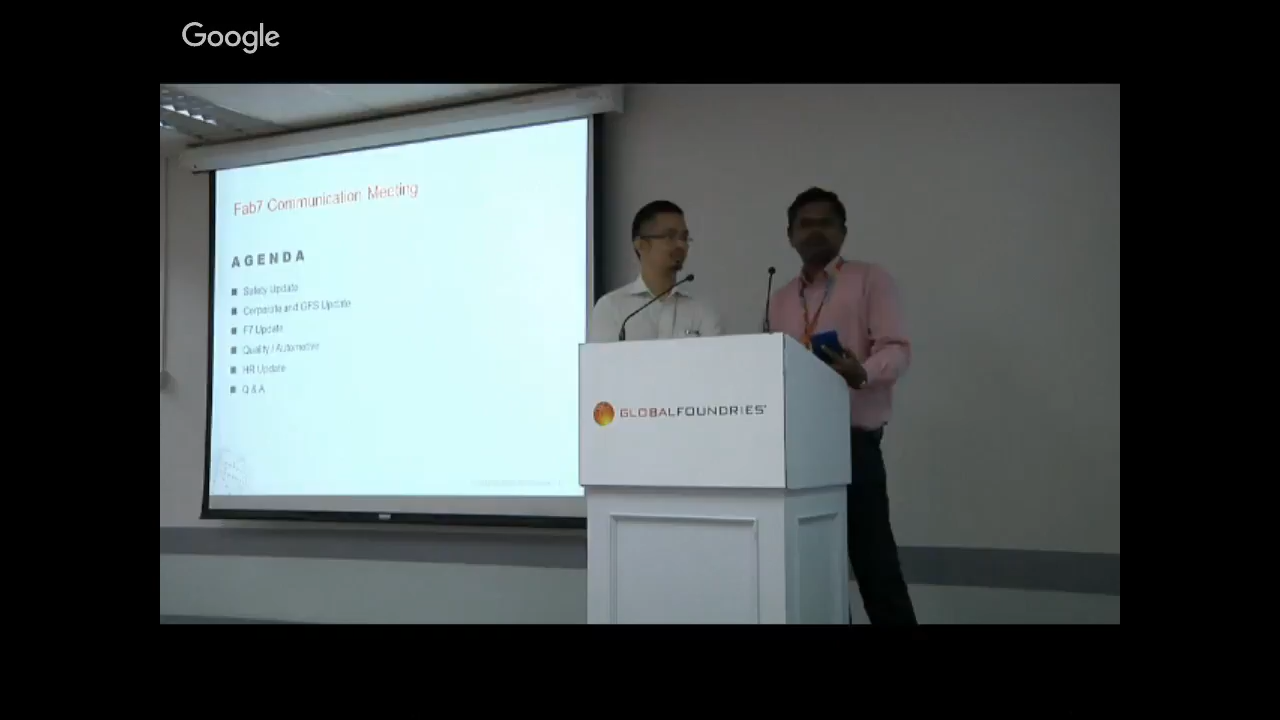 Google
Fab7 Communication Meeting
AGENDA
■ Safety Update
■ Corporate and GFS Update
■ F7 Update
■ Quality / Automotive
■ HR Update
■ Q & A
GLOBALFOUNDRIES